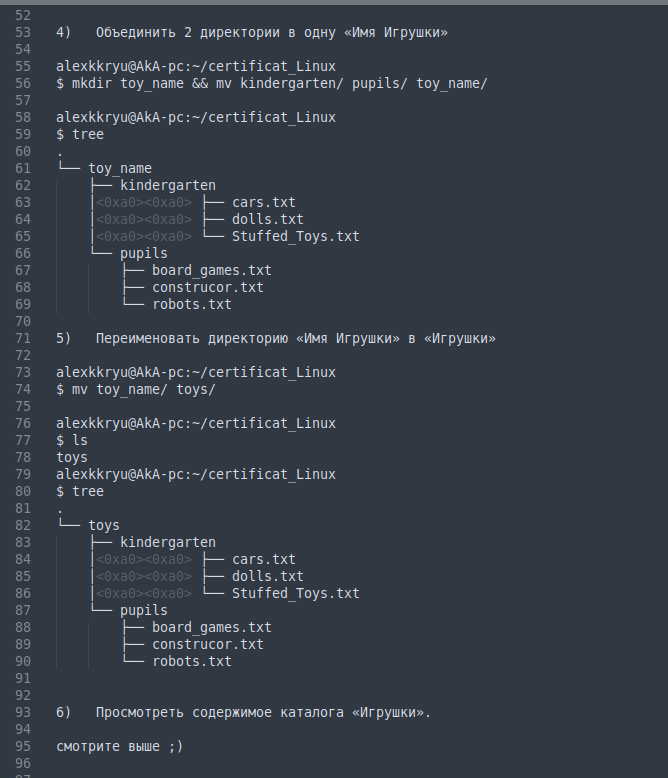 52
53 4) Объединить 2 директории в одну «Имя Игрушки»
54
55 alexkkryu@AkA-pc:~/certificat_Linux
56 $ mkdir toy_name && mv kindergarten/ pupils/ toy_name/
57
58 alexkkryu@AkA-pc:~/certificat_Linux
59 $ tree
60 .
61 └── toy_name
62     ├── kindergarten
63     │<0xa0><0xa0> ├── cars.txt
64     │<0xa0><0xa0> ├── dolls.txt
65     │<0xa0><0xa0> └── Stuffed_Toys.txt
66     └── pupils
67         ├── board_games.txt
68         ├── construcor.txt
69         └── robots.txt
70
71 5) Переименовать директорию «Имя Игрушки» в «Игрушки»
72
73 alexkkryu@AkA-pc:~/certificat_Linux
74 $ mv toy_name/ toys/
75
76 alexkkryu@AkA-pc:~/certificat_Linux
77 $ ls
78 toys
79 alexkkryu@AkA-pc:~/certificat_Linux
80 $ tree
81 .
82 └── toys
83     ├── kindergarten
84     │<0xa0><0xa0> ├── cars.txt
85     │<0xa0><0xa0> ├── dolls.txt
86     │<0xa0><0xa0> └── Stuffed_Toys.txt
87     └── pupils
88         ├── board_games.txt
89         ├── construcor.txt
90         └── robots.txt
91
92
93 6) Просмотреть содержимое каталога «Игрушки».
94
95 смотрите выше ;)
96